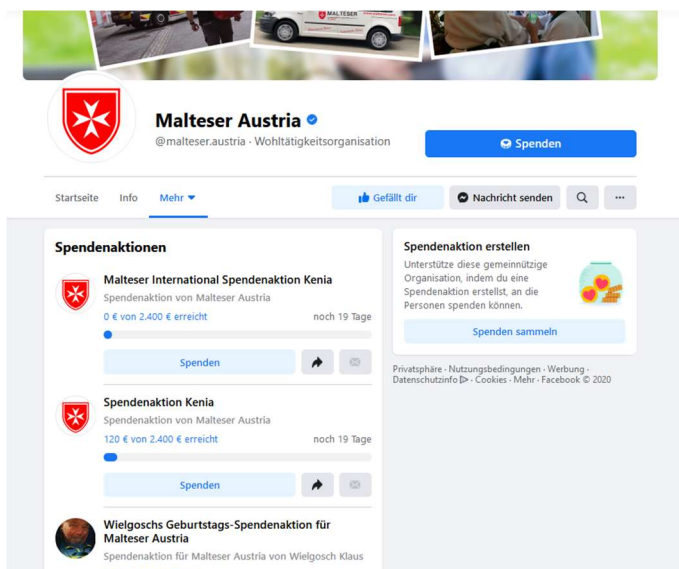 MALTESER
Malteser Austria
@malteser.austria · Wohltätigkeitsorganisation
Spenden
Startseite
Info
Mehr
Gefällt dir
Nachricht senden
Spendenaktionen
Malteser International Spendenaktion Kenia
Spendenaktion von Malteser Austria
0 € von 2.400 € erreicht
noch 19 Tage
Spenden
Spendenaktion Kenia
Spendenaktion von Malteser Austria
120 € von 2.400 € erreicht
noch 19 Tage
Spenden
Wielgoschs Geburtstags-Spendenaktion für
Malteser Austria
Spendenaktion für Malteser Austria von Wielgosch Klaus
Spendenaktion erstellen
Unterstütze diese gemeinnützige
Organisation, indem du eine
Spendenaktion erstellst, an die
Personen spenden können.
Spenden sammeln
Privatsphäre · Nutzungsbedingungen · Werbung ·
Datenschutzinfo · Cookies · Mehr · Facebook © 2020